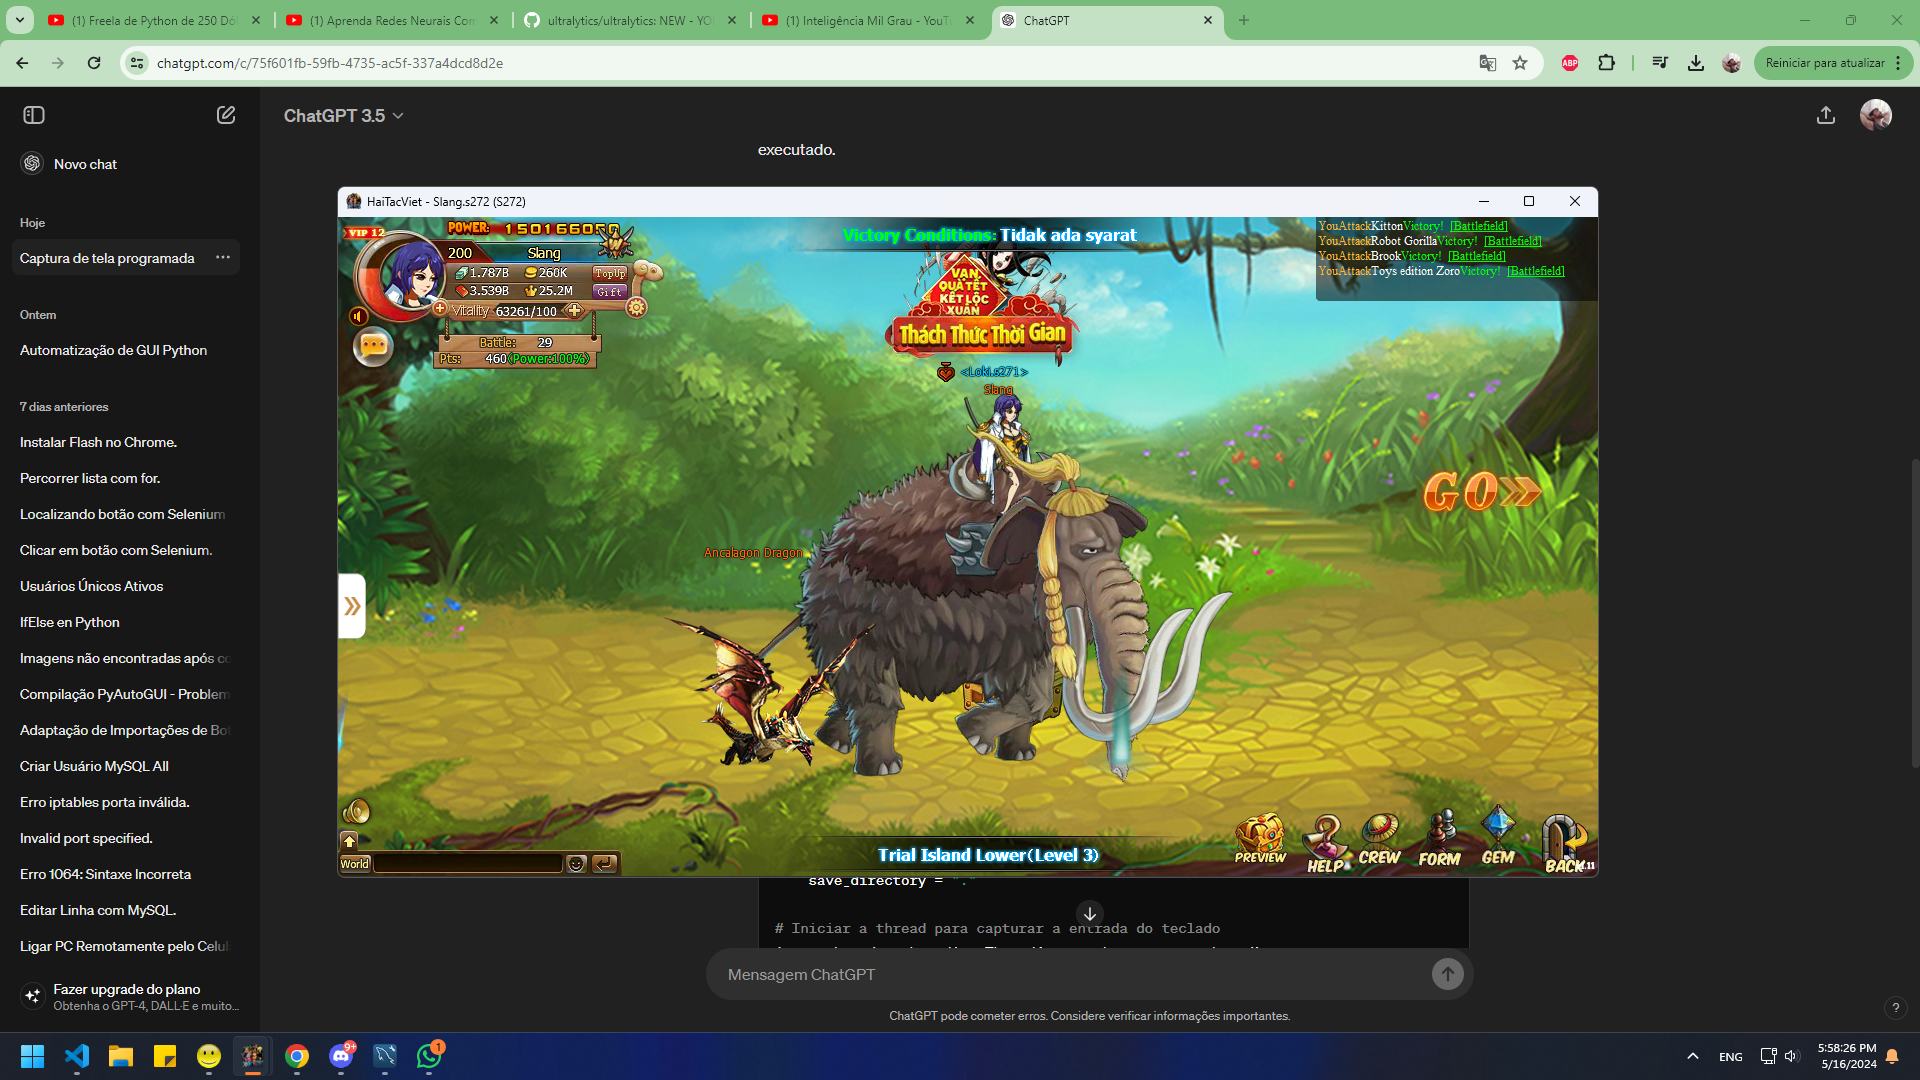 (1) Freela de Python de 250 Dól
(1) Aprenda Redes Neurais Com
ultralytics/ultralytics: NEW - YO
(1) Inteligência Mil Grau - YouTu
ChatGPT
chatgpt.com/c/75f601fb-59fb-4735-ac5f-337a4dcd8d2e
ABP
Reiniciar para atualizar
ChatGPT 3.5
Novo chat
Hoje
Captura de tela programada
Ontem
Automatização de GUI Python
7 dias anteriores
Instalar Flash no Chrome.
Percorrer lista com for.
Localizando botão com Selenium
Clicar em botão com Selenium.
Usuários Únicos Ativos
IfElse en Python
Imagens não encontradas após co
Compilação PyAutoGUI - Problem
Adaptação de Importações de Bot
Criar Usuário MySQL All
Erro iptables porta inválida.
Invalid port specified.
Erro 1064: Sintaxe Incorreta
Editar Linha com MySQL.
Ligar PC Remotamente pelo Celula
Fazer upgrade do plano
Obtenha o GPT-4, DALL·E e muito...
executado.
HaiTacViet - Slang.s272 (S272)
VIP 12
POWER: 150166050
200 Slang
1.787B 260K TopUp
3.539B 25.2M Gift
Vitality 63261/100
Battle: 29
Pts: 460(Power:100%)
Victory Conditions: Tidak ada syarat
VẠN
QUÀ TẾT
KẾT LỘC
XUÂN
Thách Thức Thời Gian
YouAttackKittonVictory! [Battlefield]
YouAttackRobot GorillaVictory! [Battlefield]
YouAttackBrookVictory! [Battlefield]
YouAttackToys edition ZoroVictory! [Battlefield]
<Loki.s271>
Slang
GO
Ancalagon Dragon
World
Trial Island Lower(Level 3)
PREVIEW
HELP
CREW
FORM
GEM
BACK
save_directory = "."
# Iniciar a thread para capturar a entrada do teclado
Mensagem ChatGPT
ChatGPT pode cometer erros. Considere verificar informações importantes.
?
9+
1
ENG
5:58:26 PM
5/16/2024